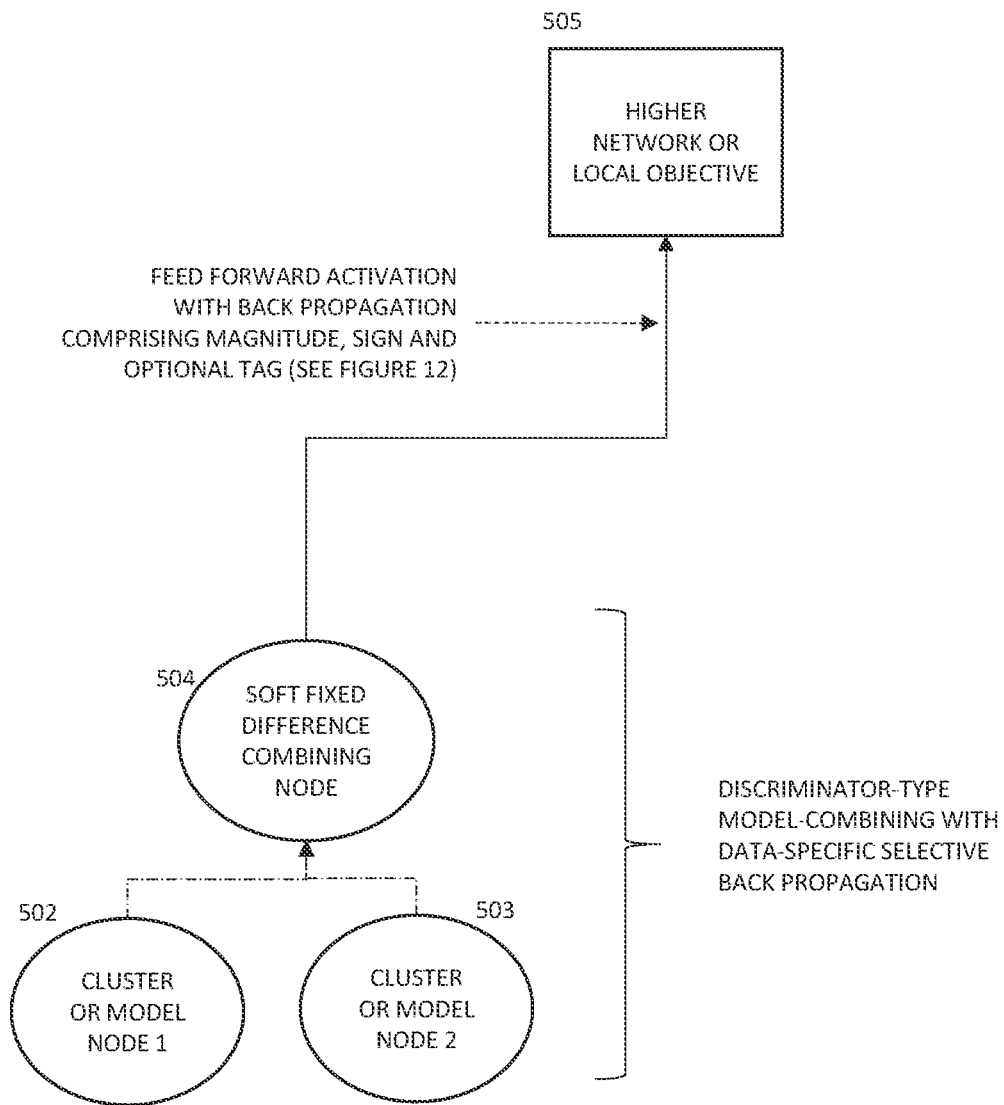 505
HIGHER
NETWORK OR
LOCAL OBJECTIVE
FEED FORWARD ACTIVATION
WITH BACK PROPAGATION
COMPRISING MAGNITUDE, SIGN AND
OPTIONAL TAG (SEE FIGURE 12)
504
SOFT FIXED
DIFFERENCE
COMBINING
NODE
DISCRIMINATOR-TYPE
MODEL-COMBINING WITH
DATA-SPECIFIC SELECTIVE
BACK PROPAGATION
502
CLUSTER
OR MODEL
NODE 1
503
CLUSTER
OR MODEL
NODE 2